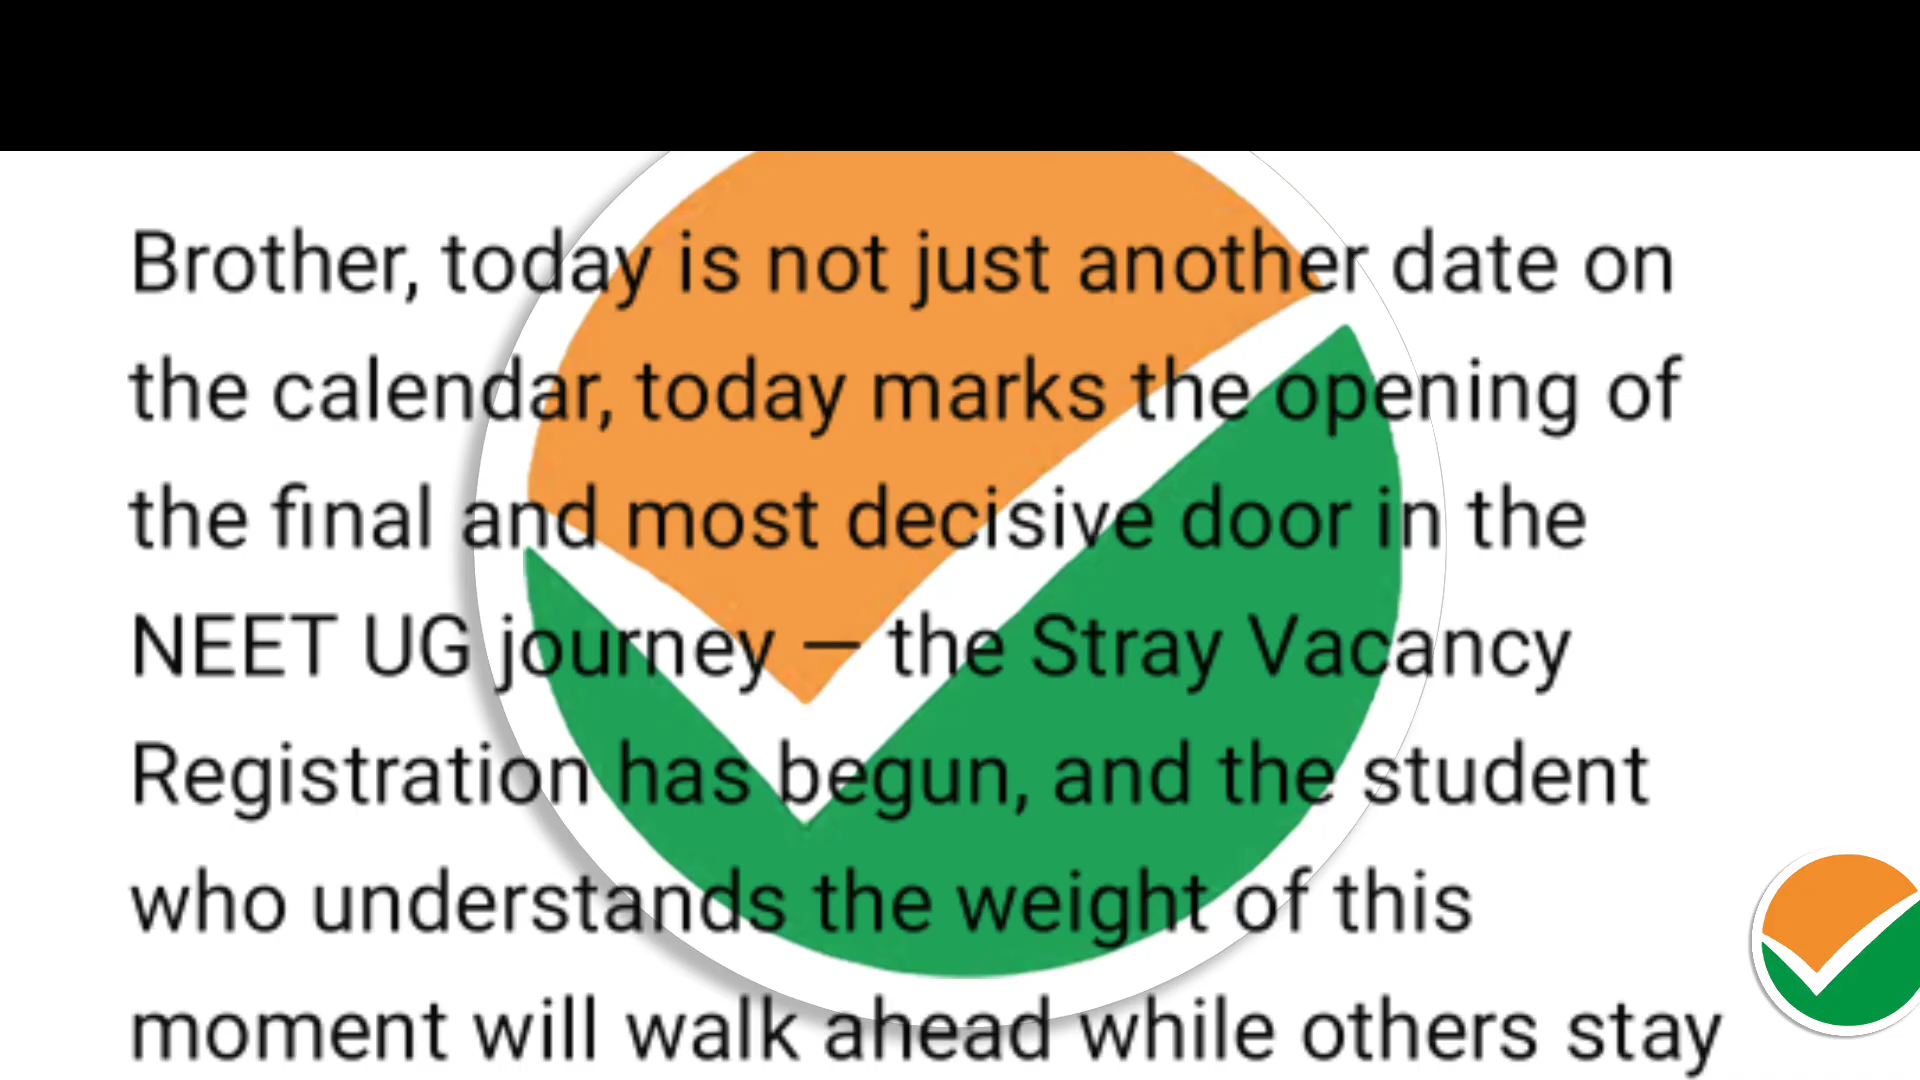 Brother, today is not just another date on
the calendar, today marks the opening of
the final and most decisive door in the
NEET UG journey — the Stray Vacancy
Registration has begun, and the student
who understands the weight of this
moment will walk ahead while others stay